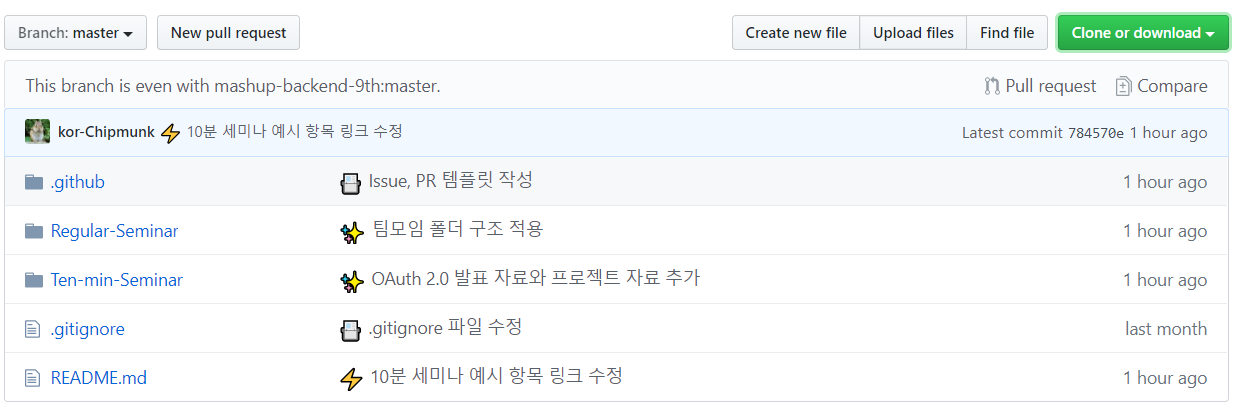 Branch: master New pull request Create new file Upload files Find file Clone or download
This branch is even with mashup-backend-9th:master. Pull request Compare
kor-Chipmunk ⚡ 10분 세미나 예시 항목 링크 수정 Latest commit 784570e 1 hour ago
.github Issue, PR 템플릿 작성 1 hour ago
Regular-Seminar ✨ 팀모임 폴더 구조 적용 1 hour ago
Ten-min-Seminar ✨ OAuth 2.0 발표 자료와 프로젝트 자료 추가 1 hour ago
.gitignore .gitignore 파일 수정 last month
README.md ⚡ 10분 세미나 예시 항목 링크 수정 1 hour ago